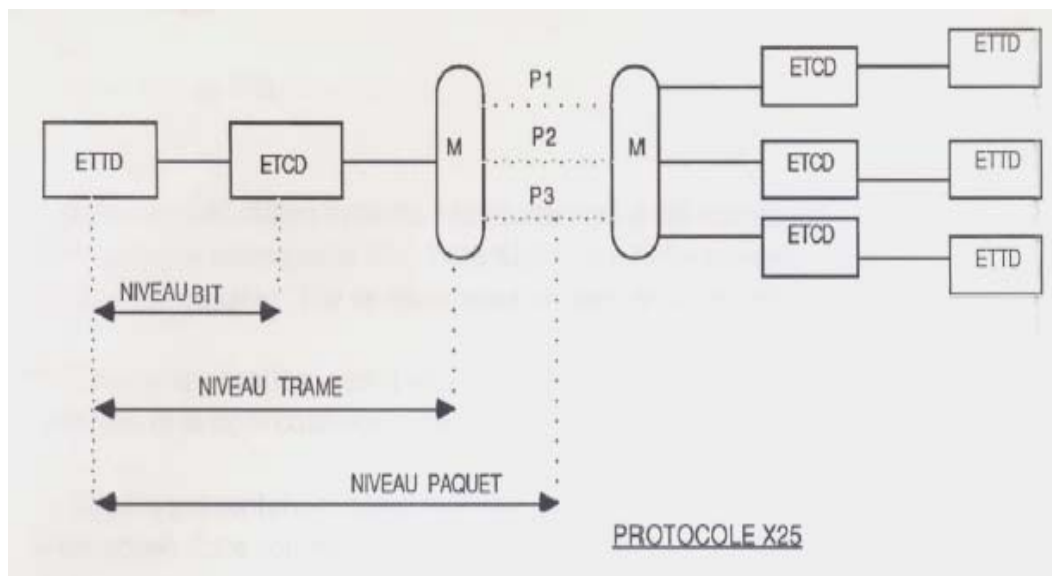 ETTD
ETCD
M
P1
P2
P3
M
ETCD
ETTD
ETCD
ETTD
ETCD
ETTD
NIVEAU BIT
NIVEAU TRAME
NIVEAU PAQUET
PROTOCOLE X25